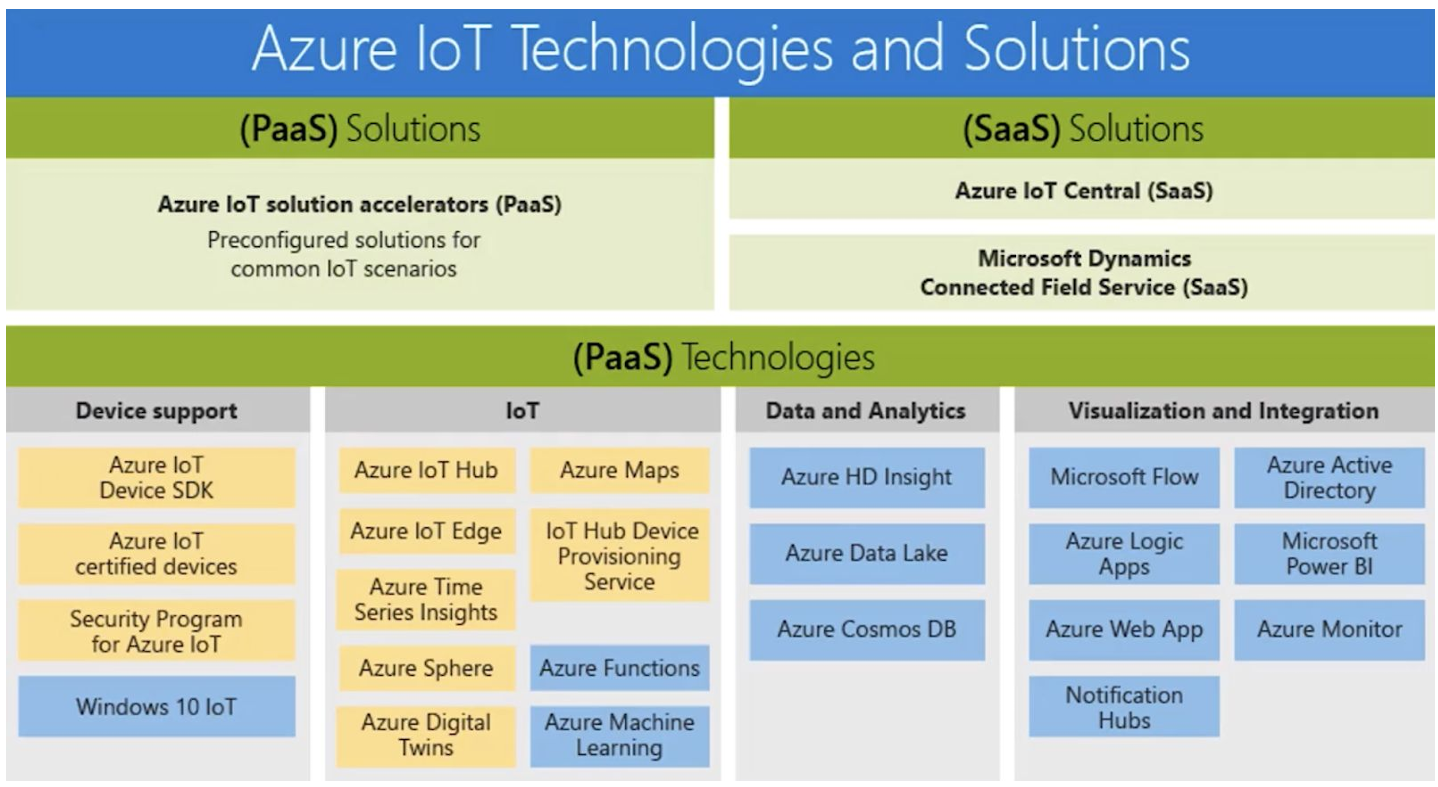 Azure IoT Technologies and Solutions
(PaaS) Solutions
Azure IoT solution accelerators (PaaS)
Preconfigured solutions for
common IoT scenarios
(SaaS) Solutions
Azure IoT Central (SaaS)
Microsoft Dynamics
Connected Field Service (SaaS)
(PaaS) Technologies
Device support
Azure IoT
Device SDK
Azure IoT
certified devices
Security Program
for Azure IoT
Windows 10 IoT
IoT
Azure IoT Hub
Azure IoT Edge
Azure Time
Series Insights
Azure Sphere
Azure Digital
Twins
Azure Maps
IoT Hub Device
Provisioning
Service
Azure Functions
Azure Machine
Learning
Data and Analytics
Azure HD Insight
Azure Data Lake
Azure Cosmos DB
Visualization and Integration
Microsoft Flow
Azure Logic
Apps
Azure Web App
Notification
Hubs
Azure Active
Directory
Microsoft
Power BI
Azure Monitor